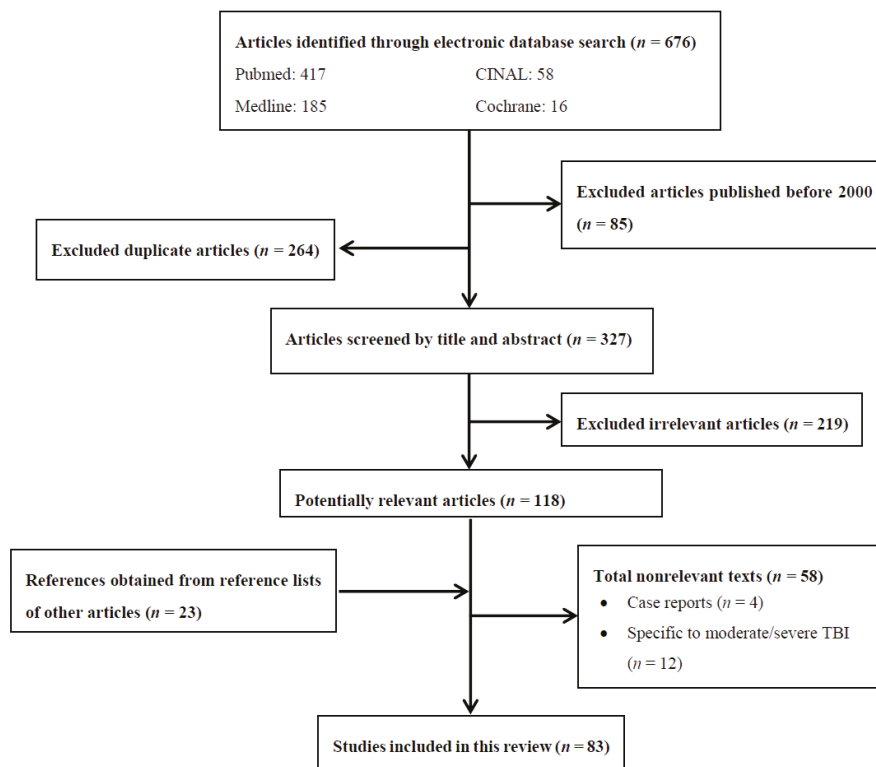 Articles identified through electronic database search (n = 676)
Pubmed: 417 CINAL: 58
Medline: 185 Cochrane: 16
Excluded articles published before 2000
(n = 85)
Excluded duplicate articles (n = 264)
Articles screened by title and abstract (n = 327)
Excluded irrelevant articles (n = 219)
Potentially relevant articles (n = 118)
References obtained from reference lists
of other articles (n = 23)
Total nonrelevant texts (n = 58)
• Case reports (n = 4)
• Specific to moderate/severe TBI
(n = 12)
Studies included in this review (n = 83)